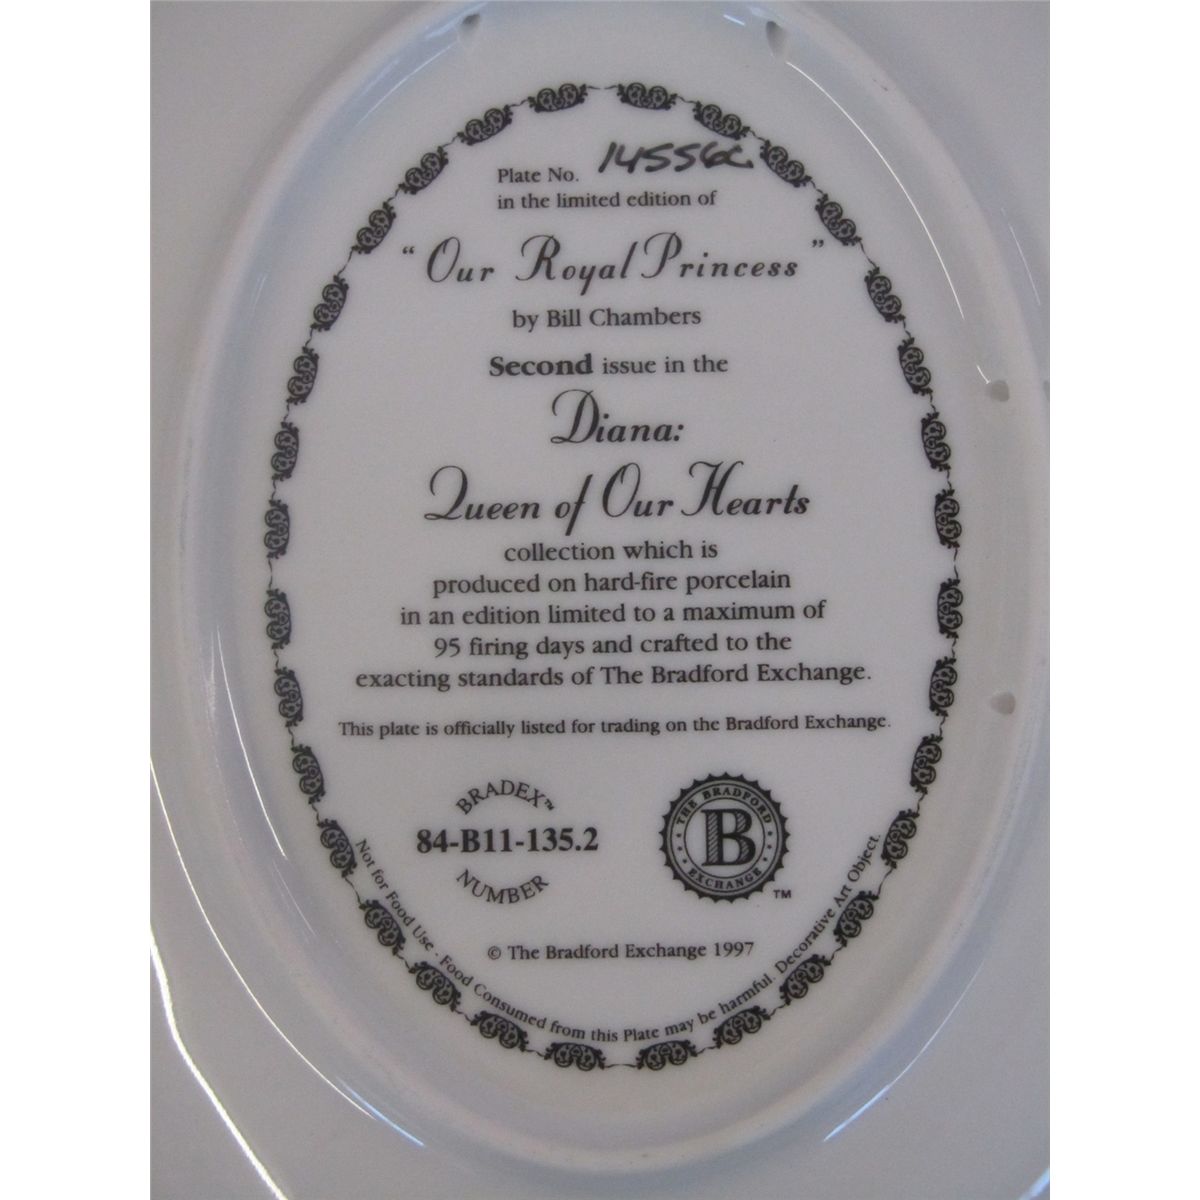 Plate No. 14556C
in the limited edition of
"Our Royal Princess"
by Bill Chambers
Second issue in the
Diana:
Queen of Our Hearts
collection which is
produced on hard-fire porcelain
in an edition limited to a maximum of
95 firing days and crafted to the
exacting standards of The Bradford Exchange.
This plate is officially listed for trading on the Bradford Exchange.
BRADEX™
84-B11-135.2
NUMBER
THE BRADFORD
B
EXCHANGE
™
© The Bradford Exchange 1997
Not for Food Use · Food Consumed from this Plate may be harmful. Decorative Art Object.